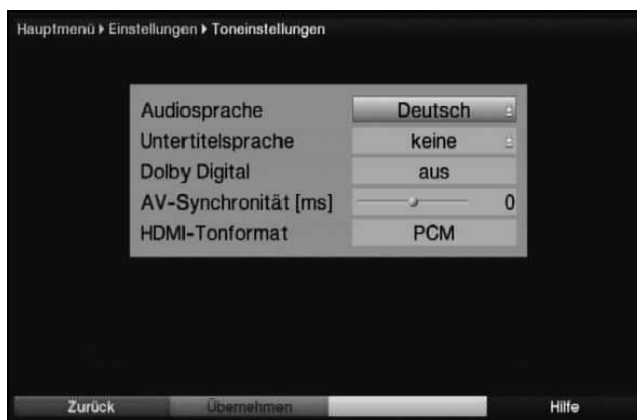 Hauptmenü ▸ Einstellungen ▸ Toneinstellungen
Audiosprache Deutsch
Untertitelsprache keine
Dolby Digital aus
AV-Synchronität [ms] 0
HDMI-Tonformat PCM
Zurück Übernehmen Hilfe